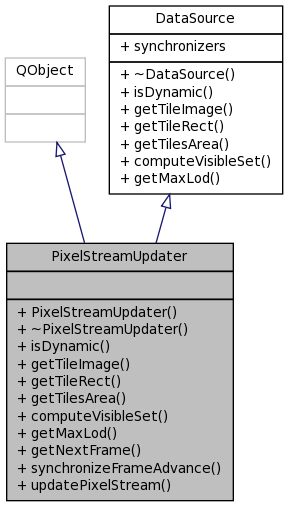 DataSource
+ synchronizers
+ ~DataSource()
+ isDynamic()
+ getTileImage()
+ getTileRect()
+ getTilesArea()
+ computeVisibleSet()
+ getMaxLod()
QObject
PixelStreamUpdater
+ PixelStreamUpdater()
+ ~PixelStreamUpdater()
+ isDynamic()
+ getTileImage()
+ getTileRect()
+ getTilesArea()
+ computeVisibleSet()
+ getMaxLod()
+ getNextFrame()
+ synchronizeFrameAdvance()
+ updatePixelStream()